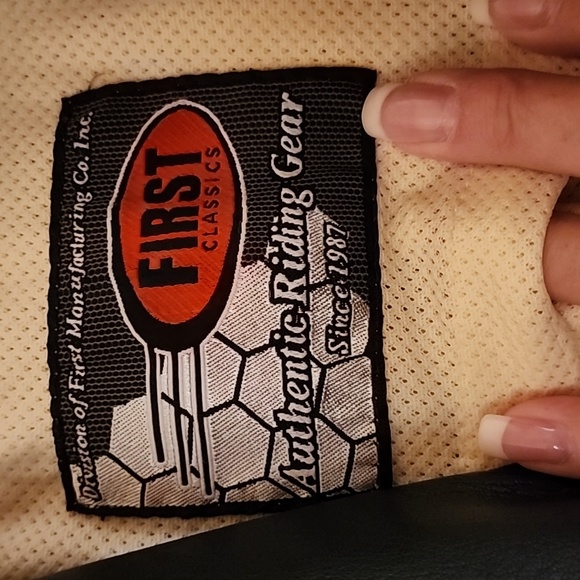 Division of First Manufacturing Co. Inc.
FIRST
CLASSICS
Authentic Riding Gear
Since 1987